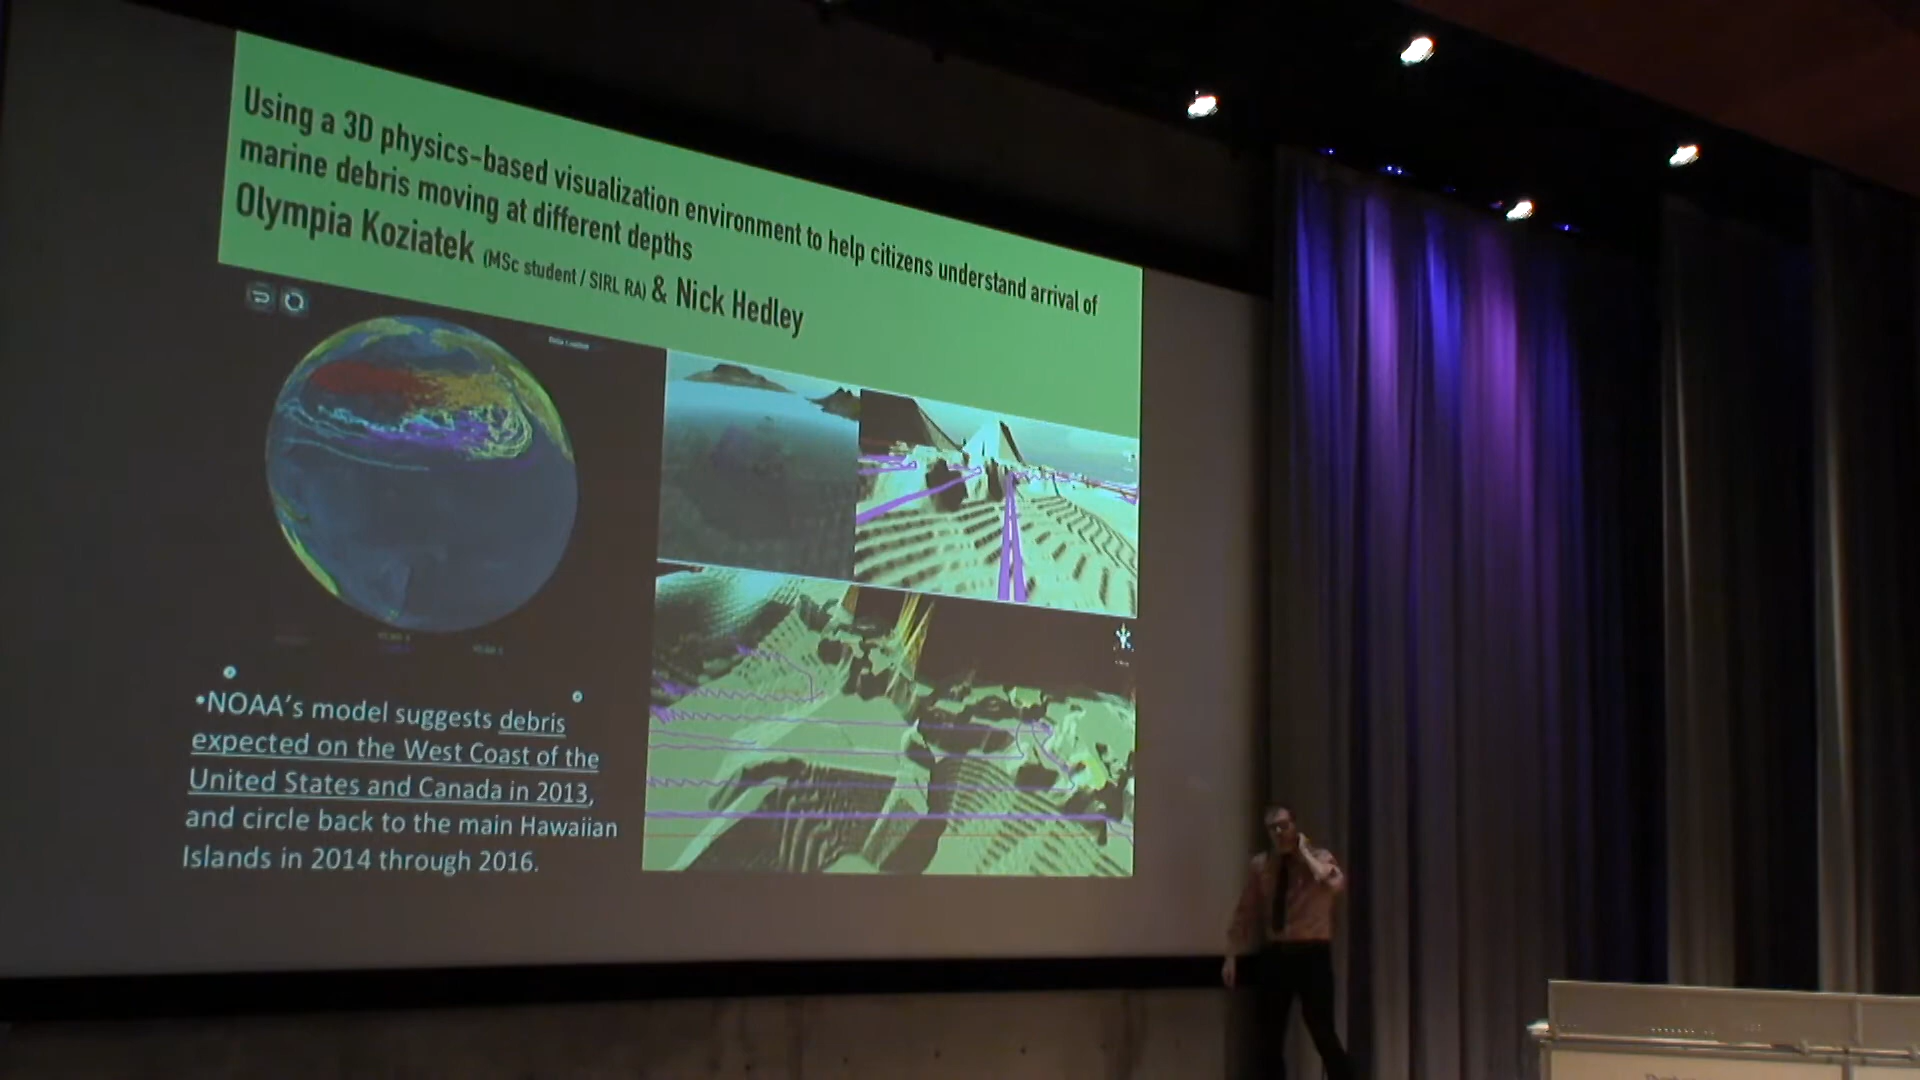 Using a 3D physics-based visualization environment to help citizens understand arrival of
marine debris moving at different depths
Olympia Koziatek (MSc student / SIRL RA) & Nick Hedley
•NOAA's model suggests debris
expected on the West Coast of the
United States and Canada in 2013,
and circle back to the main Hawaiian
Islands in 2014 through 2016.